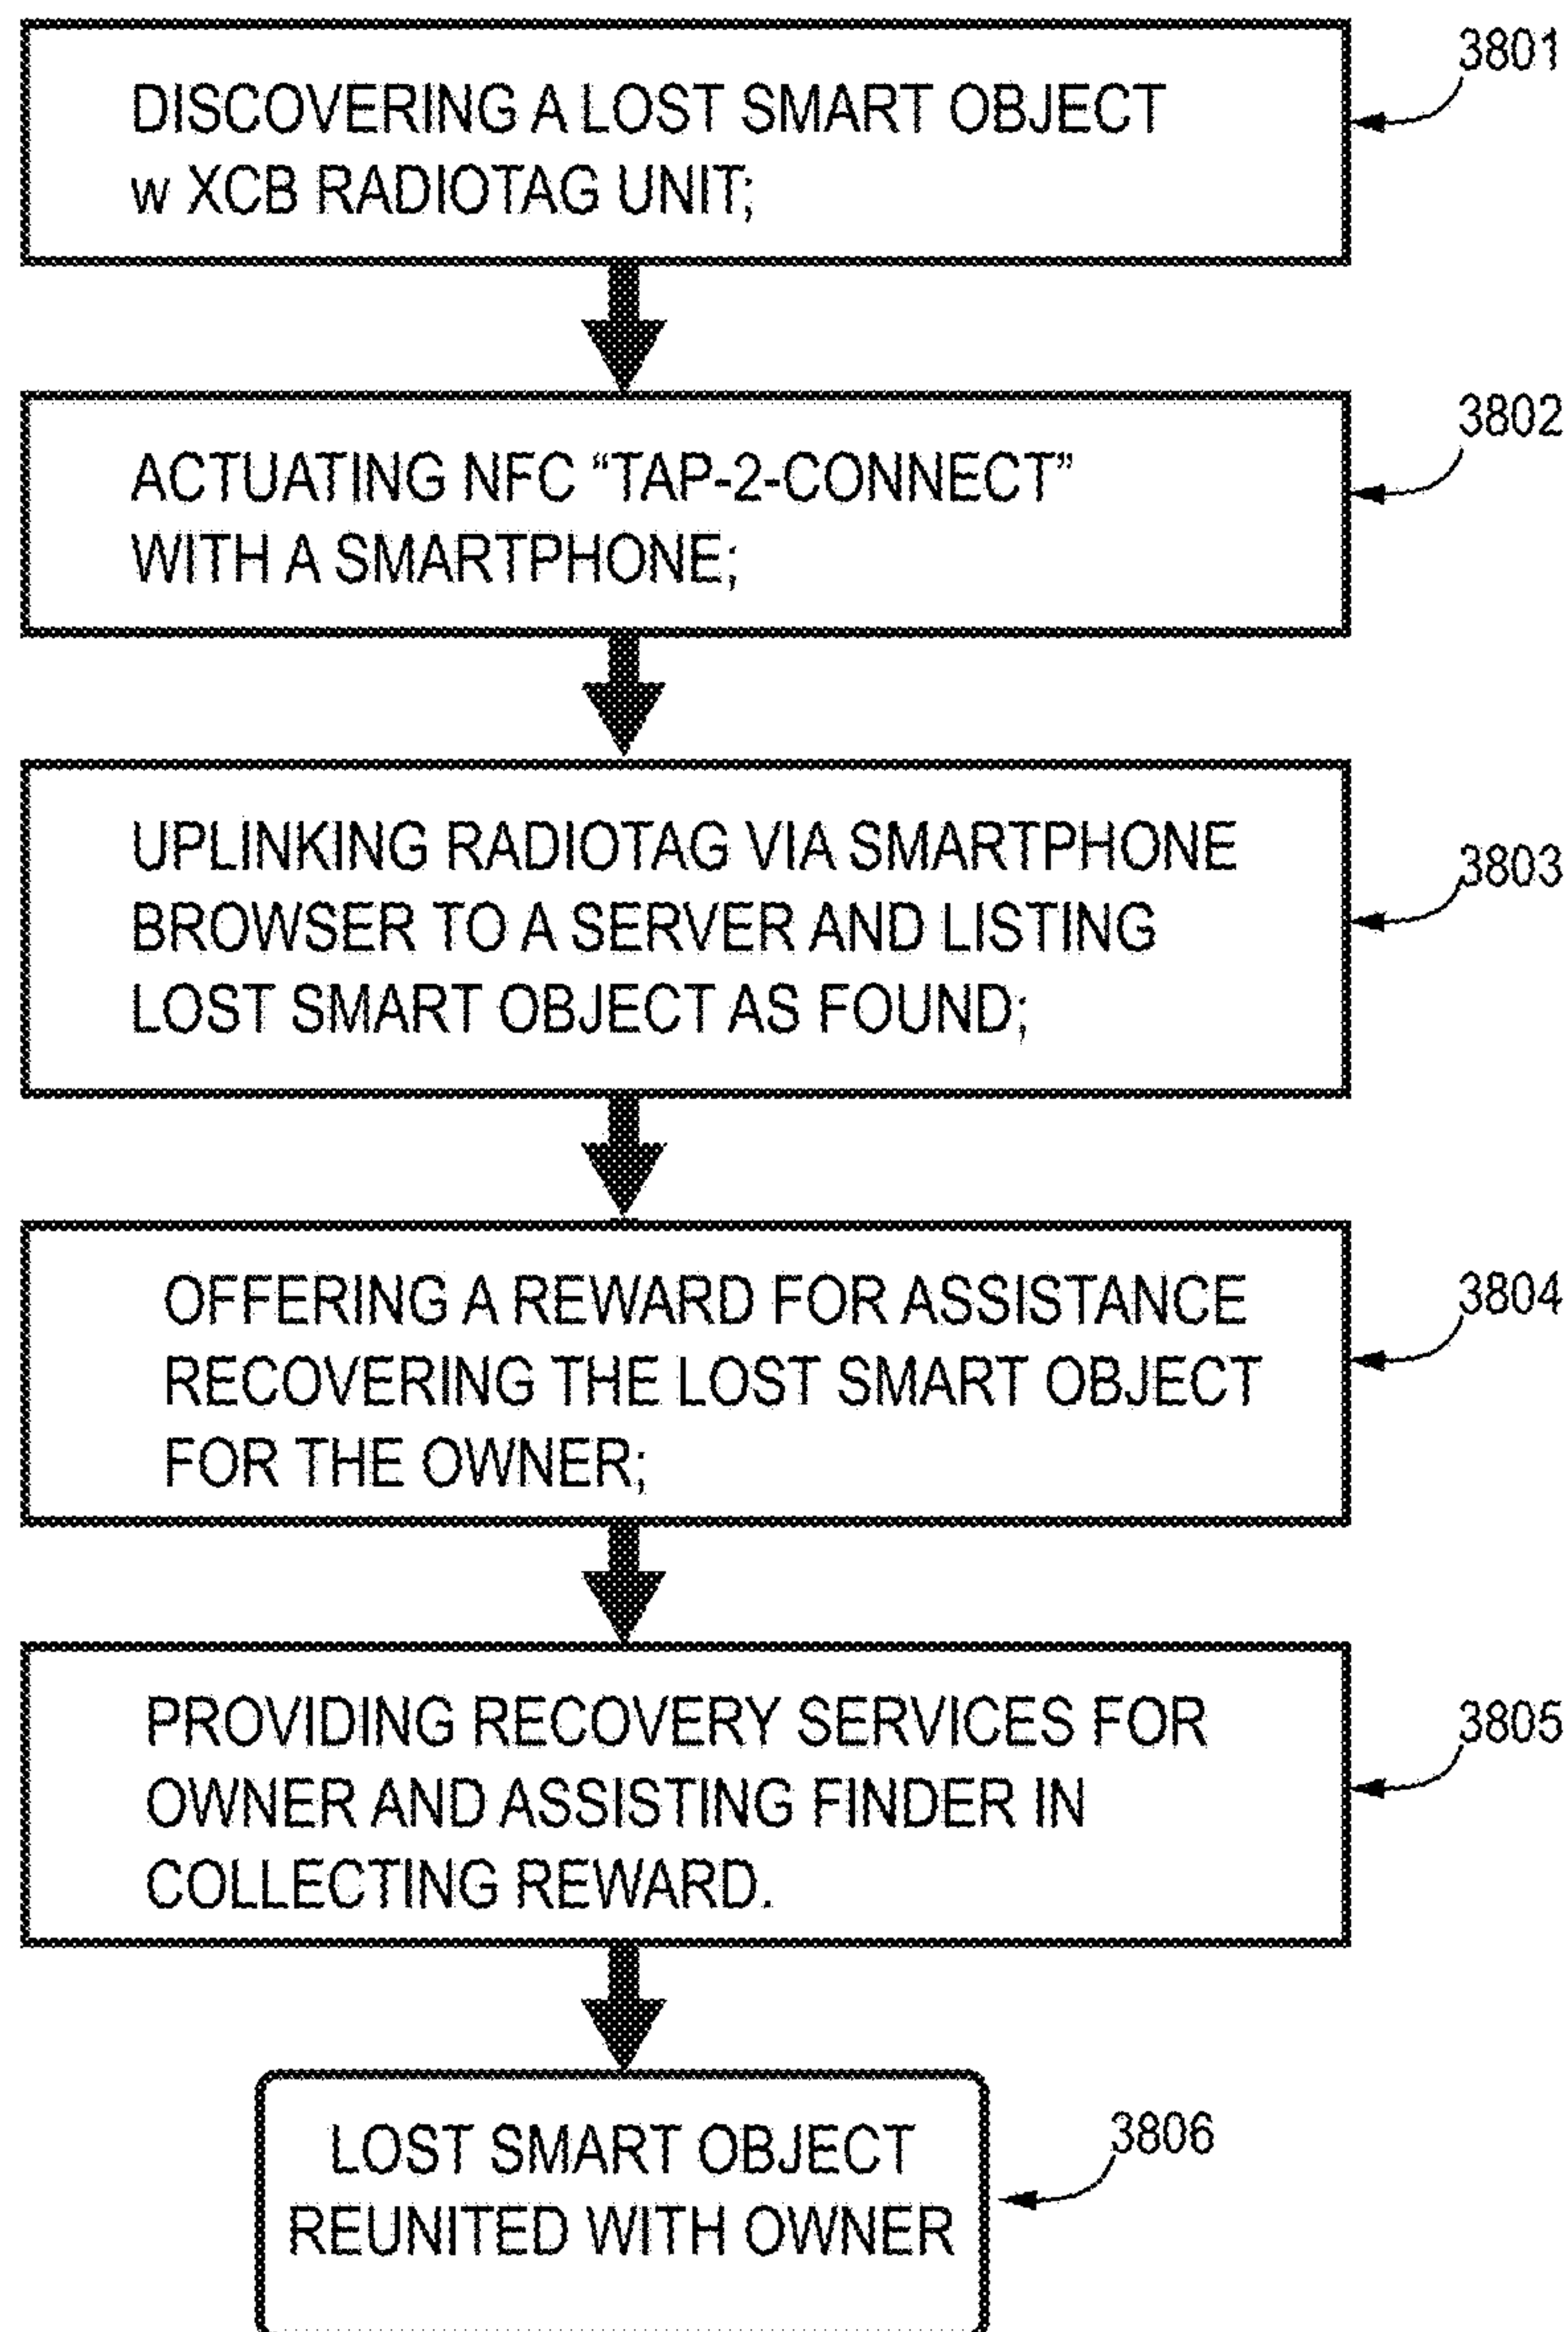 3801
DISCOVERING A LOST SMART OBJECT
w XCB RADIOTAG UNIT;
3802
ACTUATING NFC “TAP-2-CONNECT”
WITH A SMARTPHONE;
3803
UPLINKING RADIOTAG VIA SMARTPHONE
BROWSER TO A SERVER AND LISTING
LOST SMART OBJECT AS FOUND;
3804
OFFERING A REWARD FOR ASSISTANCE
RECOVERING THE LOST SMART OBJECT
FOR THE OWNER;
3805
PROVIDING RECOVERY SERVICES FOR
OWNER AND ASSISTING FINDER IN
COLLECTING REWARD.
3806
LOST SMART OBJECT
REUNITED WITH OWNER